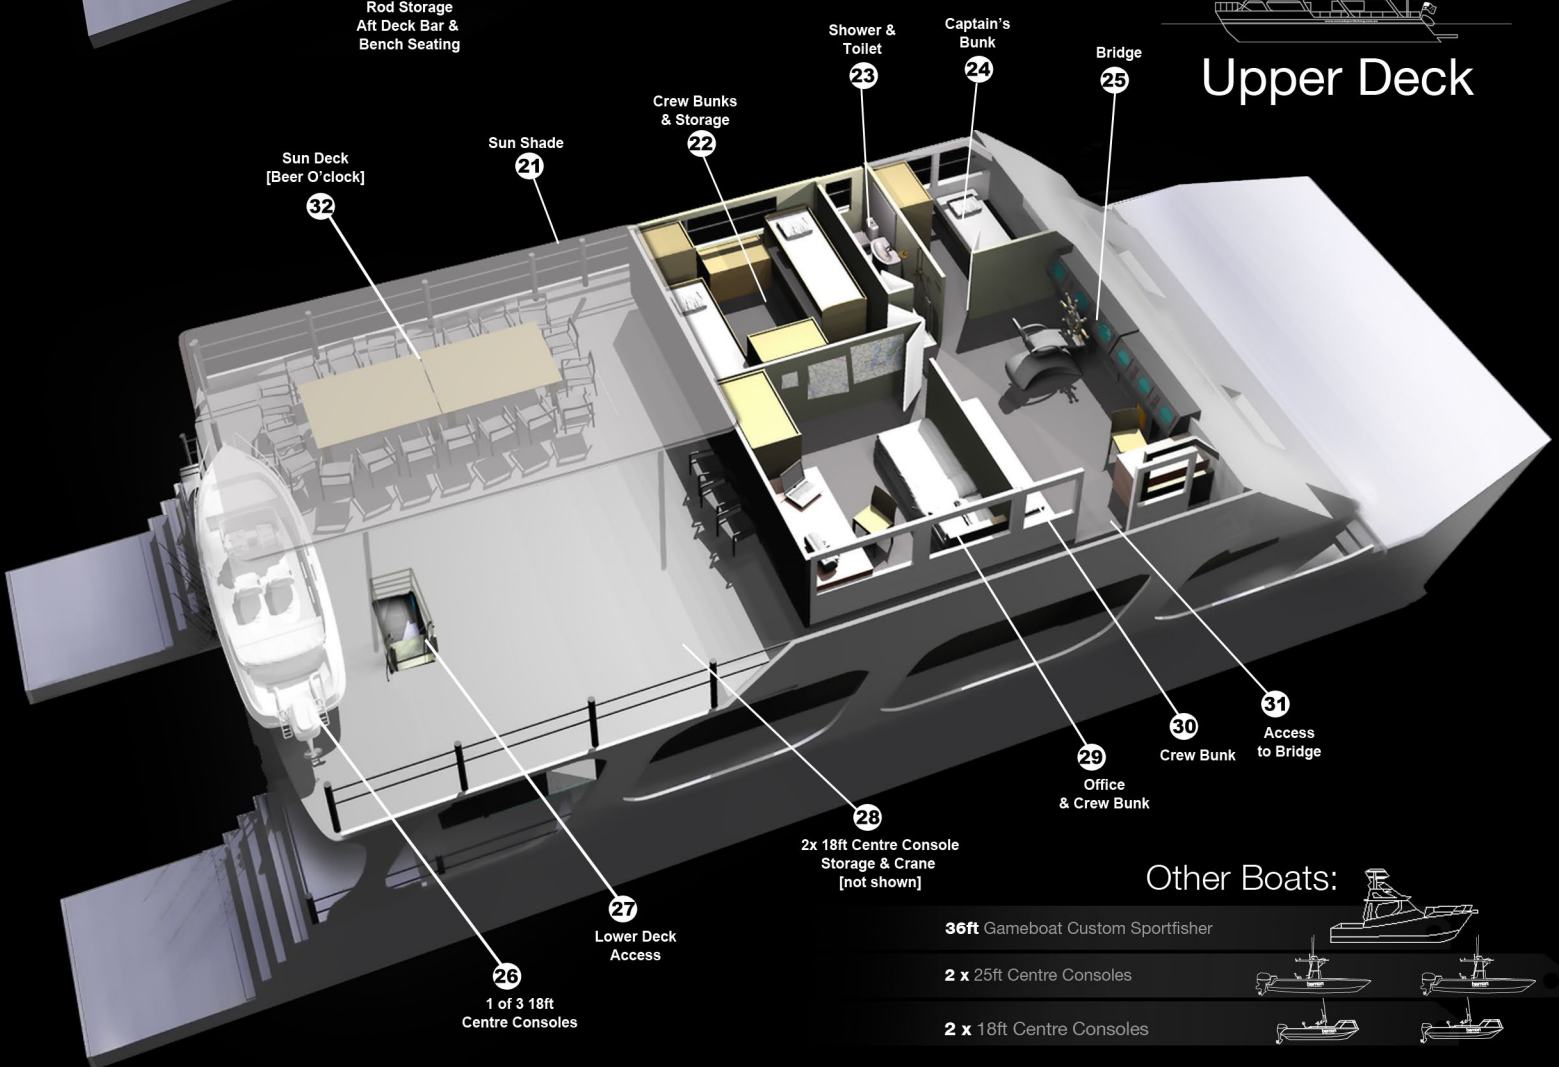 Rod Storage
Aft Deck Bar &
Bench Seating
Upper Deck
Shower &
Toilet
23
Captain's
Bunk
24
Bridge
25
Crew Bunks
& Storage
22
Sun Shade
21
Sun Deck
[Beer O'clock]
32
31
Access
to Bridge
30
Crew Bunk
29
Office
& Crew Bunk
28
2x 18ft Centre Console
Storage & Crane
[not shown]
27
Lower Deck
Access
26
1 of 3 18ft
Centre Consoles
Other Boats:
36ft Gameboat Custom Sportfisher
2 x 25ft Centre Consoles
2 x 18ft Centre Consoles